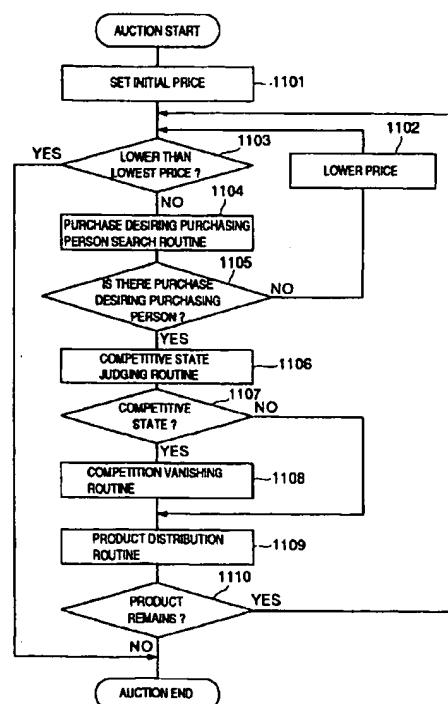 AUCTION START
SET INITIAL PRICE
1101
1102
1103
YES
LOWER THAN
LOWEST PRICE ?
LOWER PRICE
NO
1104
PURCHASE DESIRING PURCHASING
PERSON SEARCH ROUTINE
1105
IS THERE PURCHASE
DESIRING PURCHASING
PERSON ?
NO
YES
COMPETITIVE STATE
JUDGING ROUTINE
1106
1107
COMPETITIVE
STATE ?
NO
YES
COMPETITION VANISHING
ROUTINE
1108
PRODUCT DISTRIBUTION
ROUTINE
1109
1110
PRODUCT
REMAINS ?
YES
NO
AUCTION END